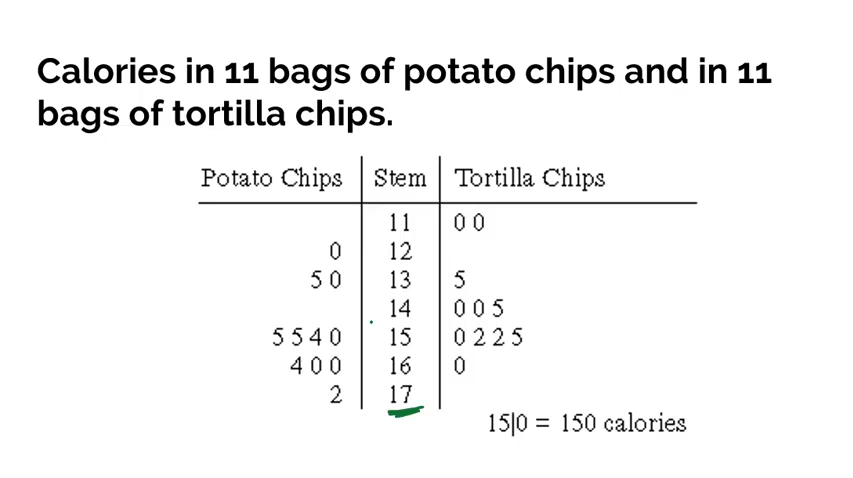 Calories in 11 bags of potato chips and in 11
bags of tortilla chips.
Potato Chips Stem Tortilla Chips
11 0 0
0 12
5 0 13 5
14 0 0 5
5 5 4 0 15 0 2 2 5
4 0 0 16 0
2 17
15|0 = 150 calories